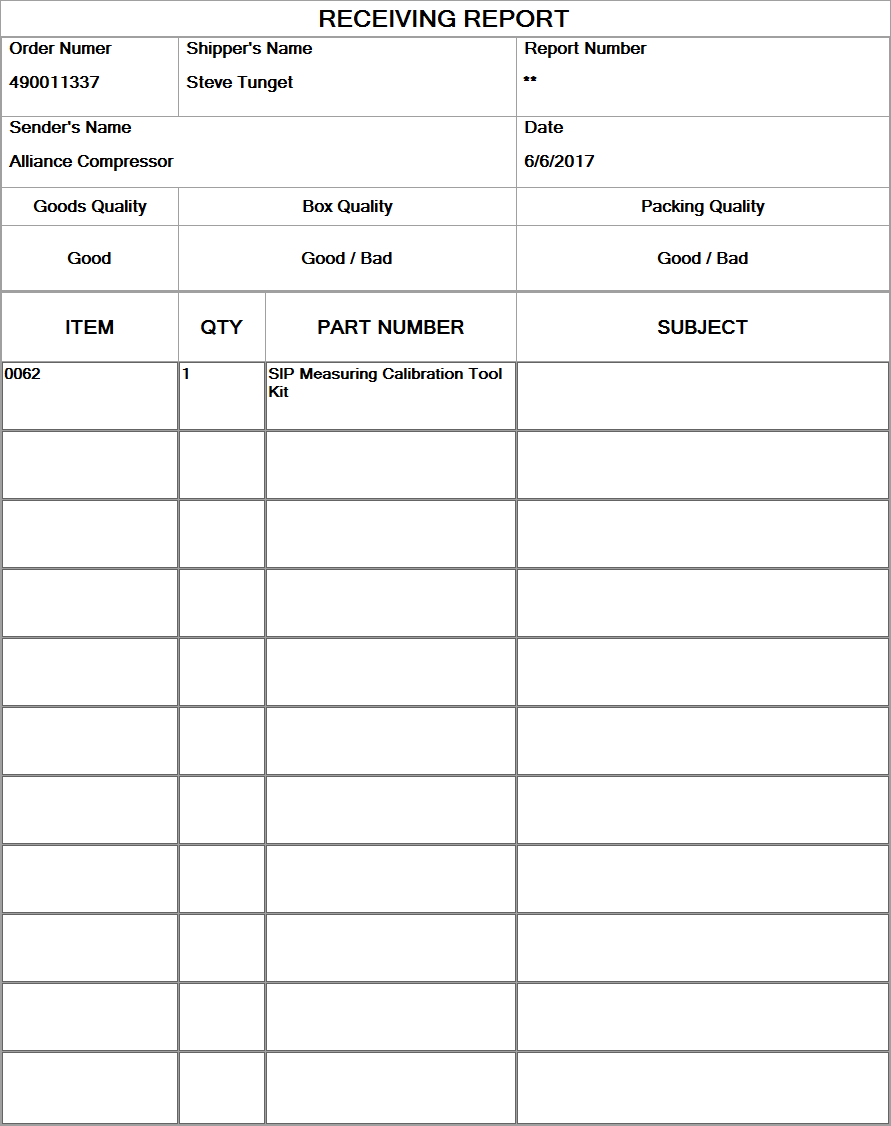 RECEIVING REPORT
Order Numer
Shipper's Name
Report Number
490011337
Steve Tunget
**
Sender's Name
Date
Alliance Compressor
6/6/2017
Goods Quality
Box Quality
Packing Quality
Good
Good / Bad
Good / Bad
ITEM
QTY
PART NUMBER
SUBJECT
0062
1
SIP Measuring Calibration Tool
Kit